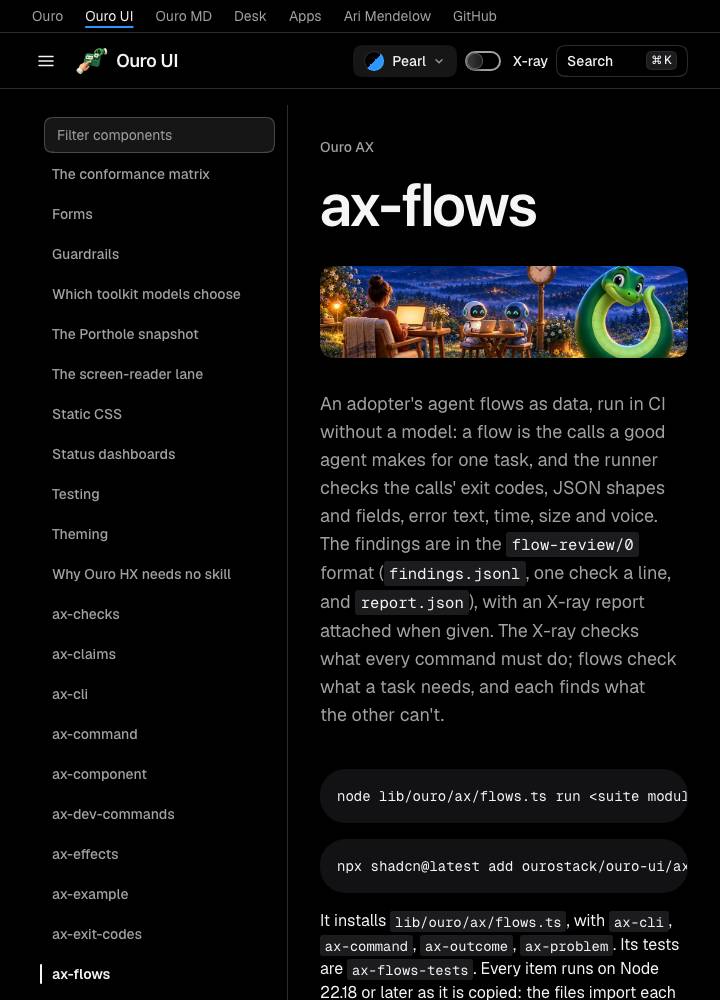 Ouro Ouro UI Ouro MD Desk Apps Ari Mendelow GitHub
Ouro UI Pearl X-ray Search ⌘ K
Filter components
The conformance matrix
Forms
Guardrails
Which toolkit models choose
The Porthole snapshot
The screen-reader lane
Static CSS
Status dashboards
Testing
Theming
Why Ouro HX needs no skill
ax-checks
ax-claims
ax-cli
ax-command
ax-component
ax-dev-commands
ax-effects
ax-example
ax-exit-codes
ax-flows
Ouro AX
ax-flows
An adopter's agent flows as data, run in CI
without a model: a flow is the calls a good
agent makes for one task, and the runner
checks the calls' exit codes, JSON shapes
and fields, error text, time, size and voice.
The findings are in the flow-review/0
format (findings.jsonl, one check a line,
and report.json), with an X-ray report
attached when given. The X-ray checks
what every command must do; flows check
what a task needs, and each finds what
the other can't.
node lib/ouro/ax/flows.ts run <suite modul
npx shadcn@latest add ourostack/ouro-ui/ax
It installs lib/ouro/ax/flows.ts, with ax-cli,
ax-command, ax-outcome, ax-problem. Its tests
are ax-flows-tests. Every item runs on Node
22.18 or later as it is copied: the files import each